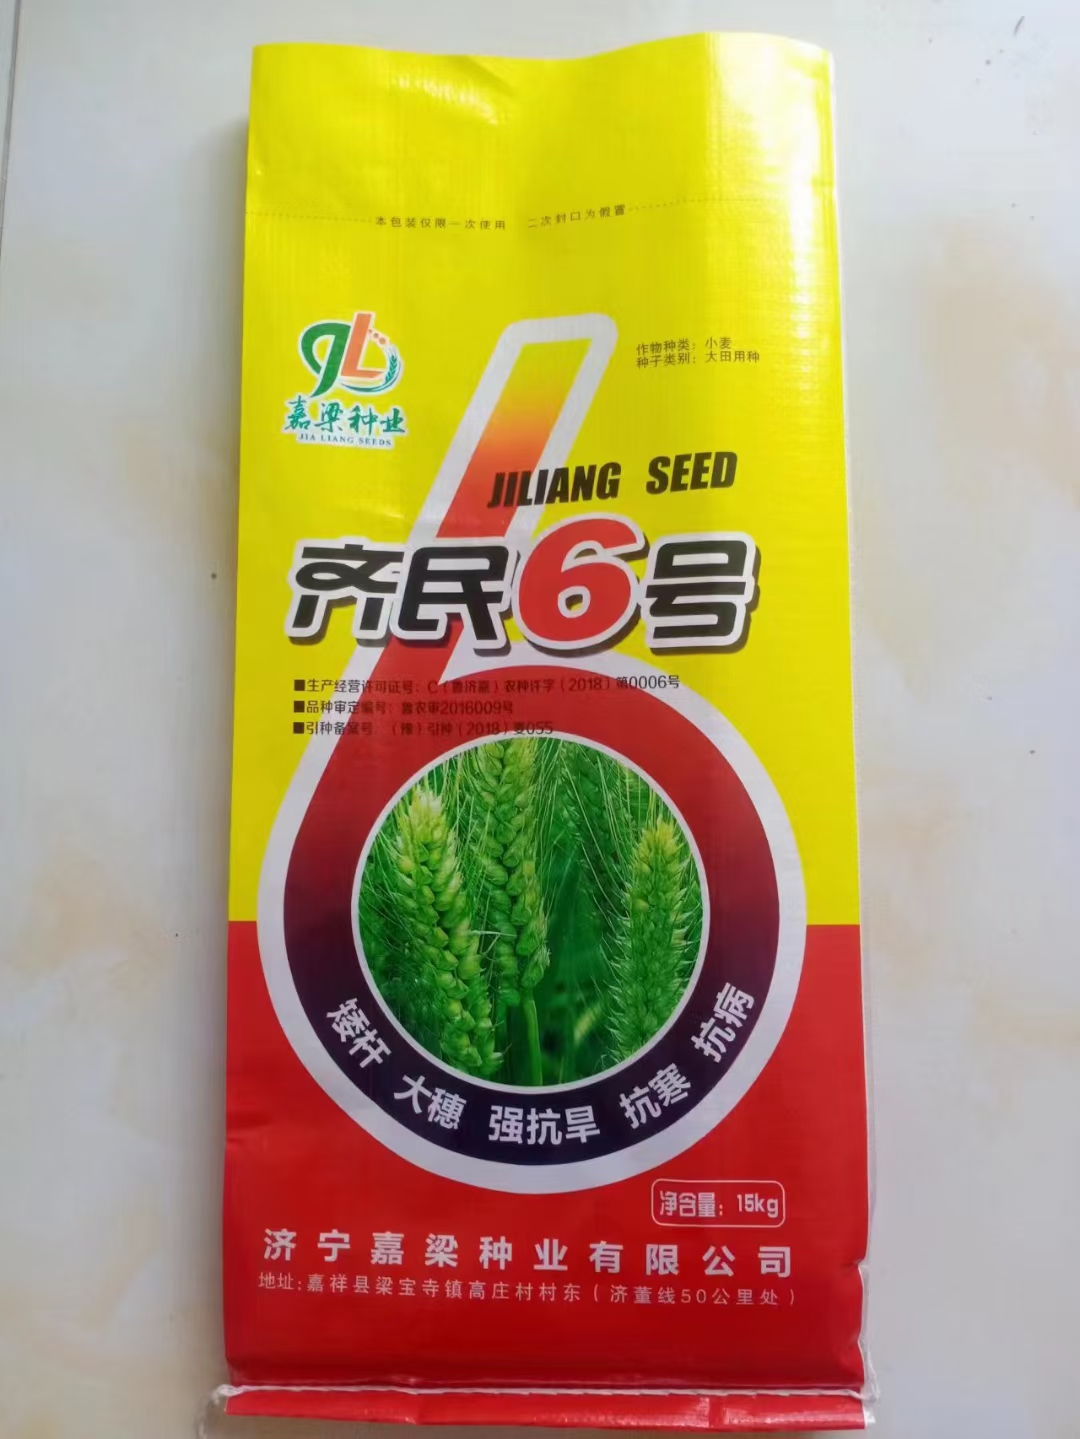 本包装仅限一次使用 二次封口为假冒
作物种类：小麦
种子类别：大田用种
嘉梁种业
JIA LIANG SEEDS
JILIANG SEED
齐民6号
■生产经营许可证号：C（鲁济嘉）农种许字（2018）第0006号
■品种审定编号：鲁农审2016009号
■引种备案号：（豫）引种（2018）麦055
矮杆 大穗 强抗旱 抗寒 抗病
净含量：15kg
济宁嘉梁种业有限公司
地址:嘉祥县梁宝寺镇高庄村村东（济董线50公里处）